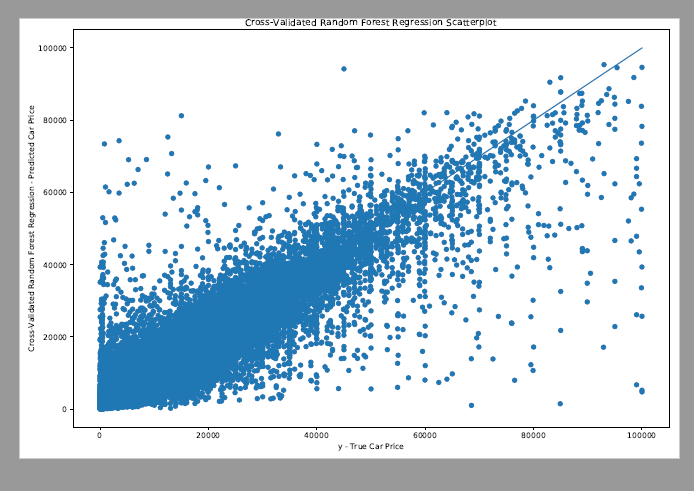 Cross-Validated Random Forest Regression Scatterplot
100000
80000
60000
40000
20000
0
Cross-Validated Random Forest Regression - Predicted Car Price
0 20000 40000 60000 80000 100000
y - True Car Price